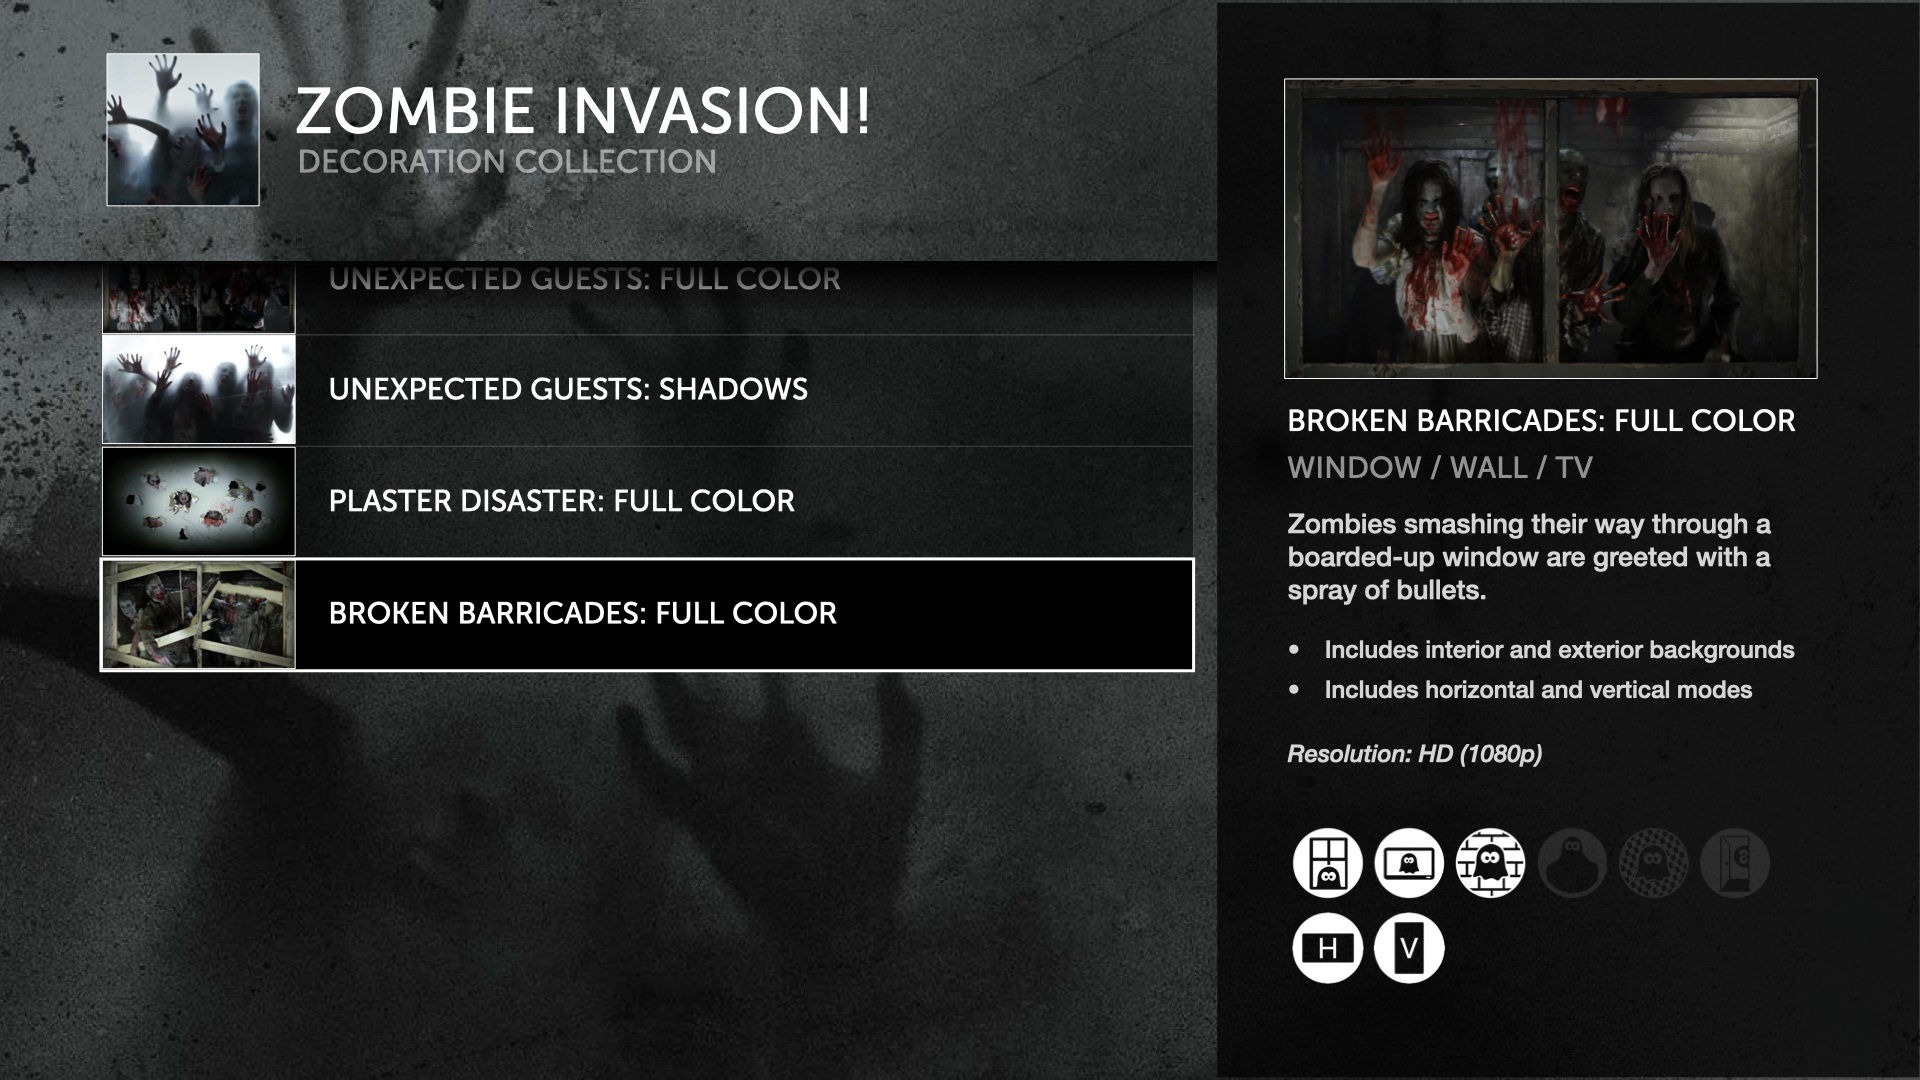 ZOMBIE INVASION!
DECORATION COLLECTION
UNEXPECTED GUESTS: FULL COLOR
UNEXPECTED GUESTS: SHADOWS
PLASTER DISASTER: FULL COLOR
BROKEN BARRICADES: FULL COLOR
BROKEN BARRICADES: FULL COLOR
WINDOW / WALL / TV
Zombies smashing their way through a
boarded-up window are greeted with a
spray of bullets.
• Includes interior and exterior backgrounds
• Includes horizontal and vertical modes
Resolution: HD (1080p)
H V